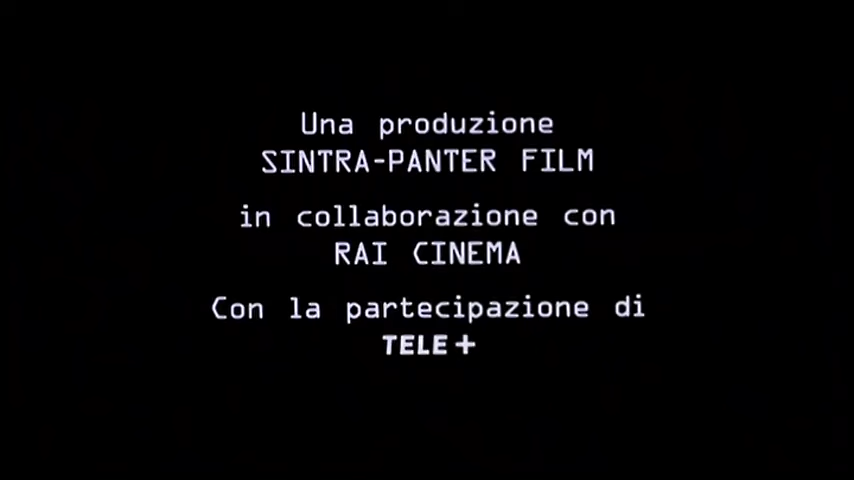 Una produzione
SINTRA-PANTER FILM
in collaborazione con
RAI CINEMA
Con la partecipazione di
TELE+